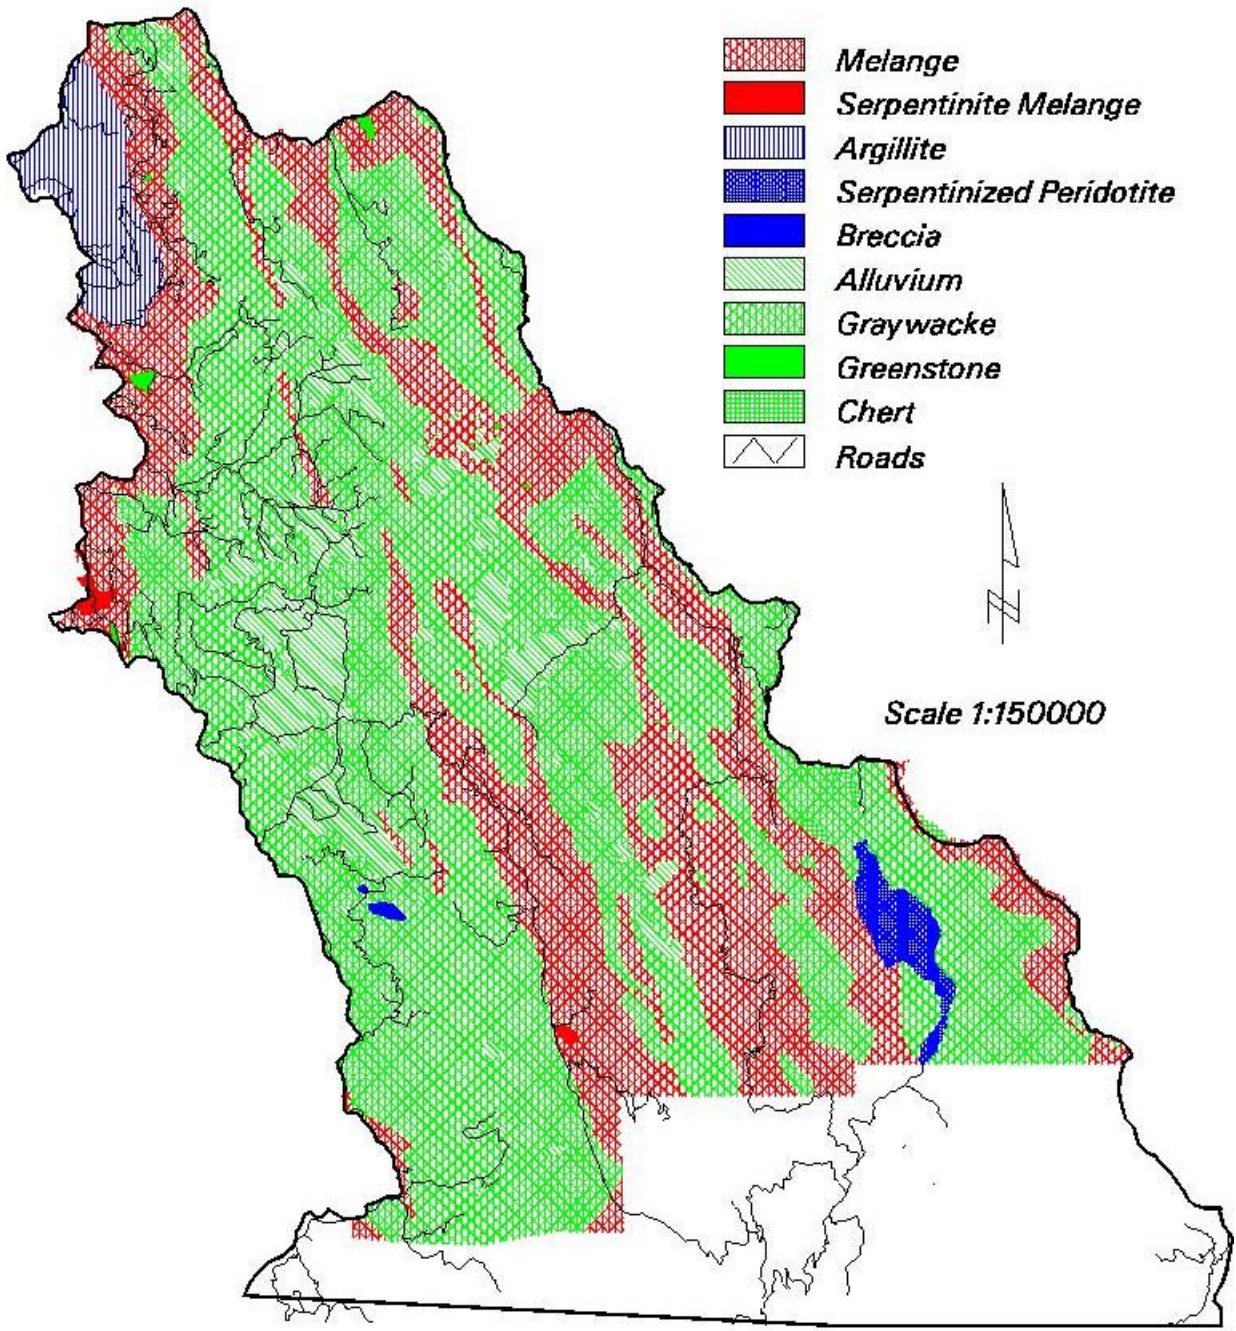 Melange
Serpentinite Melange
Argillite
Serpentinized Peridotite
Breccia
Alluvium
Graywacke
Greenstone
Chert
Roads
N
Scale 1:150000